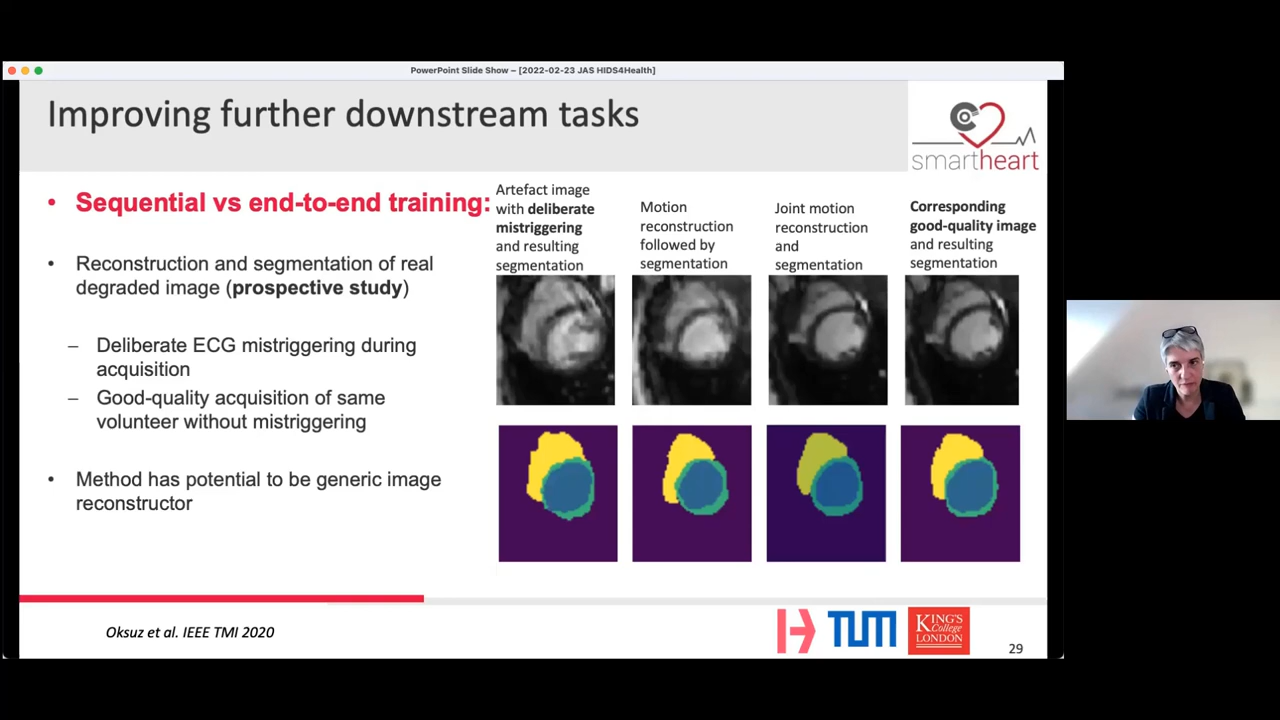 PowerPoint Slide Show – [2022-02-23 JAS HIDS4Health]
Improving further downstream tasks
smartheart
• Sequential vs end-to-end training:
• Reconstruction and segmentation of real
degraded image (prospective study)
– Deliberate ECG mistriggering during
acquisition
– Good-quality acquisition of same
volunteer without mistriggering
• Method has potential to be generic image
reconstructor
Artefact image
with deliberate
mistriggering
and resulting
segmentation
Motion
reconstruction
followed by
segmentation
Joint motion
reconstruction
and
segmentation
Corresponding
good-quality image
and resulting
segmentation
Oksuz et al. IEEE TMI 2020
TUM
KING'S
College
LONDON
29